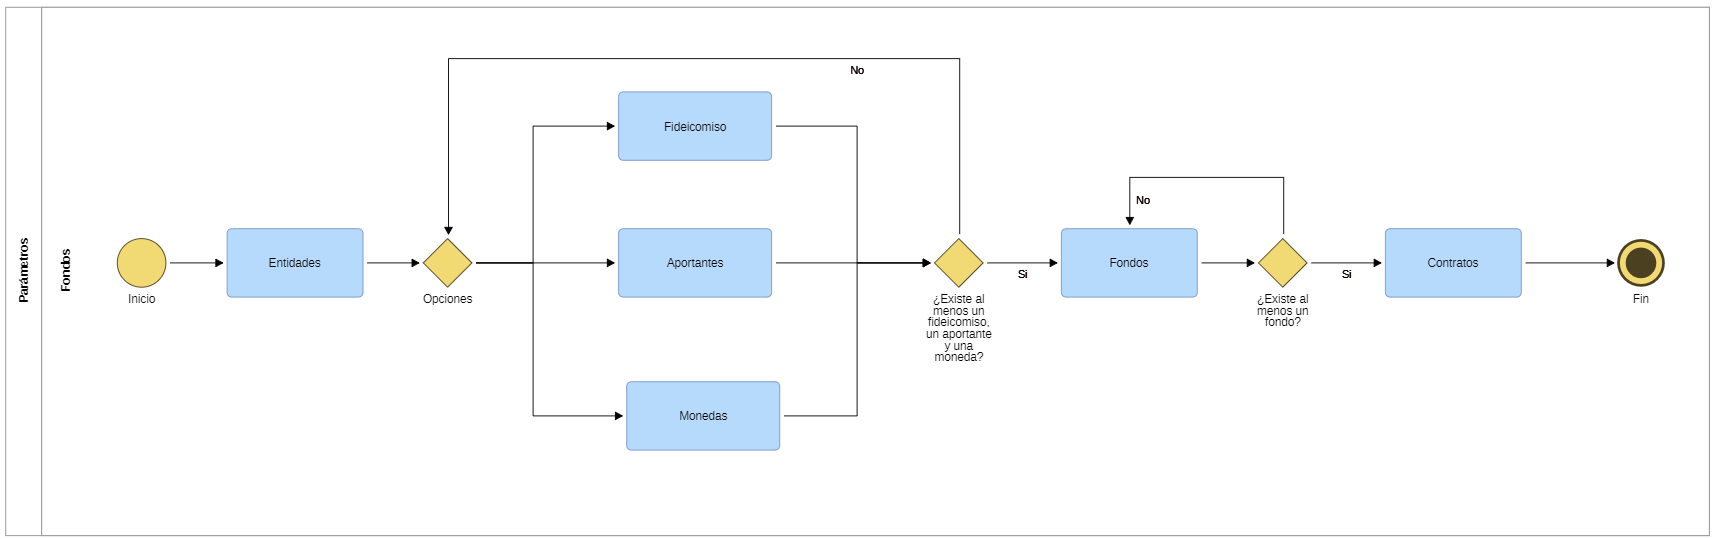 Parámetros
Fondos
Inicio
Entidades
Opciones
No
Fideicomiso
Aportantes
Monedas
¿Existe al
menos un
fideicomiso,
un aportante
y una
moneda?
Si
No
Fondos
¿Existe al
menos un
fondo?
Si
Contratos
Fin